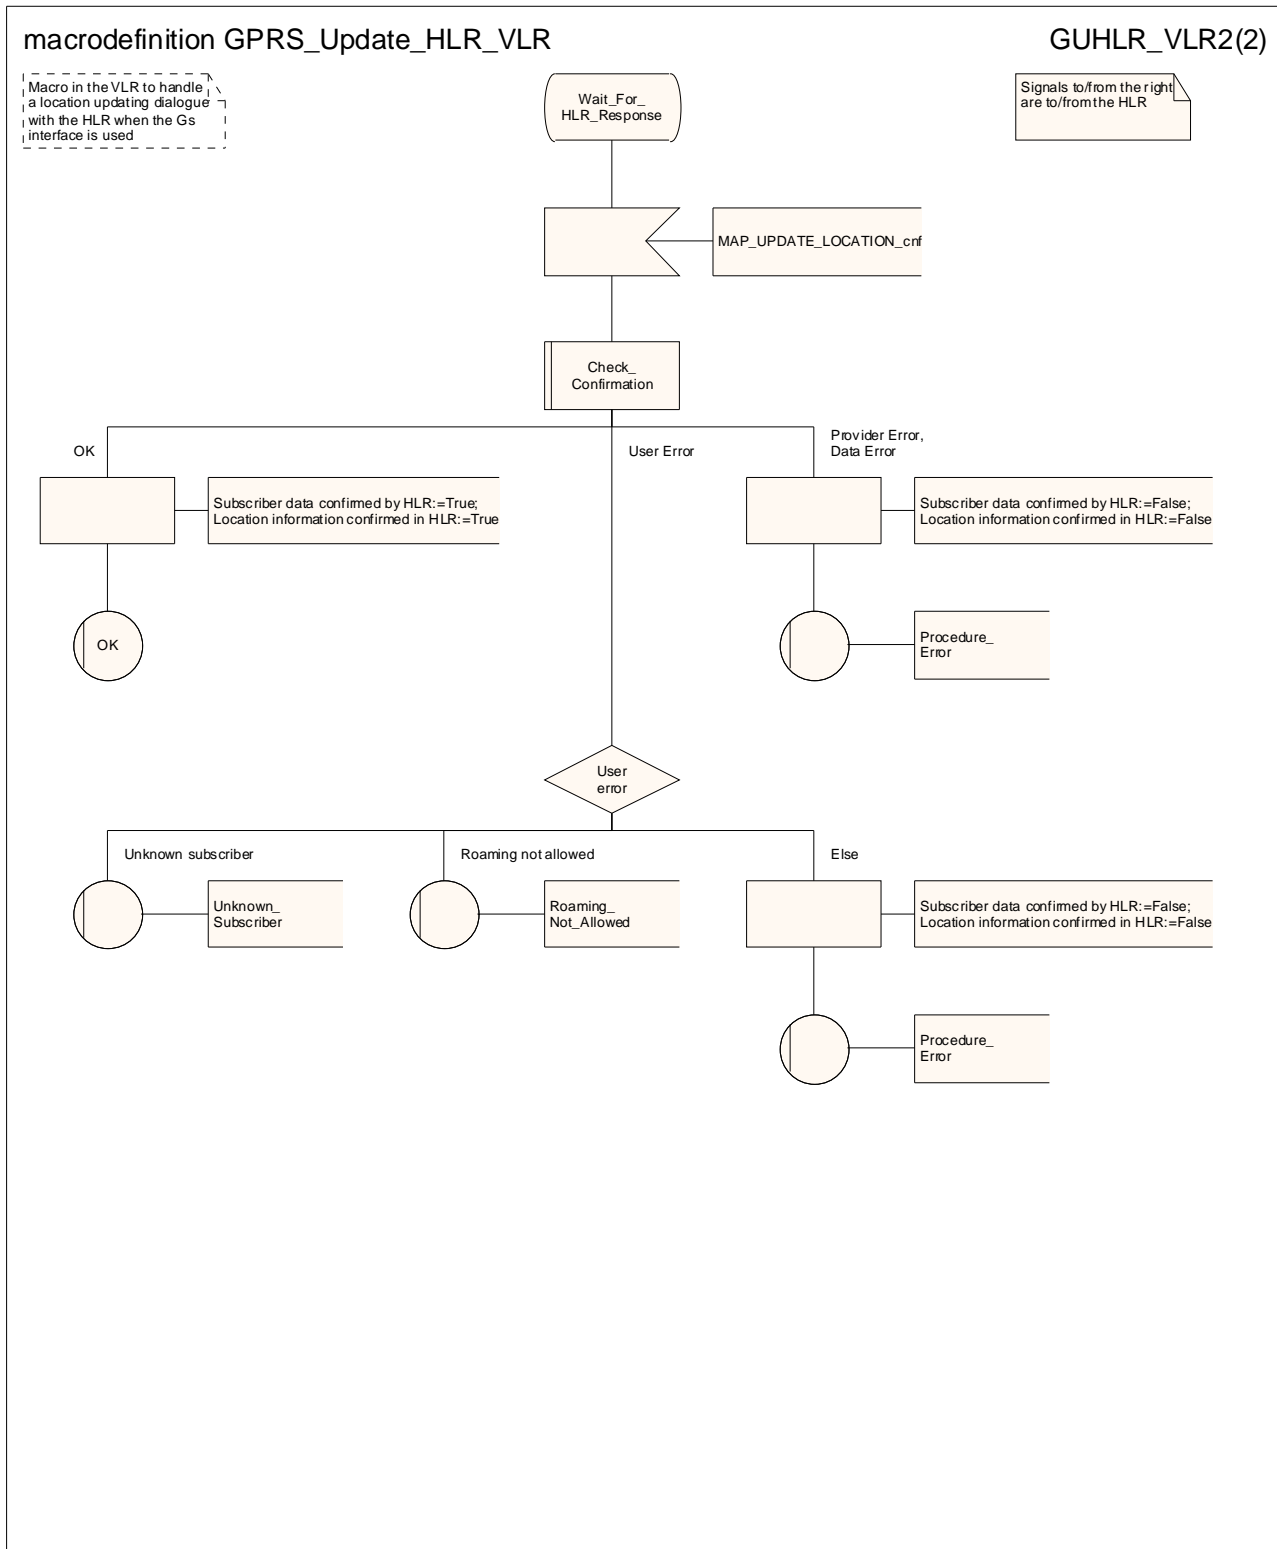 macrodefinition GPRS_Update_HLR_VLR
GUHLR_VLR2(2)
Macro in the VLR to handle
a location updating dialogue
with the HLR when the Gs
interface is used
Wait_For_
HLR_Response
Signals to/from the right
are to/from the HLR
MAP_UPDATE_LOCATION_cnf
Check_
Confirmation
OK
User Error
Provider Error,
Data Error
Subscriber data confirmed by HLR:=True;
Location information confirmed in HLR:=True
Subscriber data confirmed by HLR:=False;
Location information confirmed in HLR:=False
OK
Procedure_
Error
User
error
Unknown subscriber
Roaming not allowed
Else
Unknown_
Subscriber
Roaming_
Not_Allowed
Subscriber data confirmed by HLR:=False;
Location information confirmed in HLR:=False
Procedure_
Error